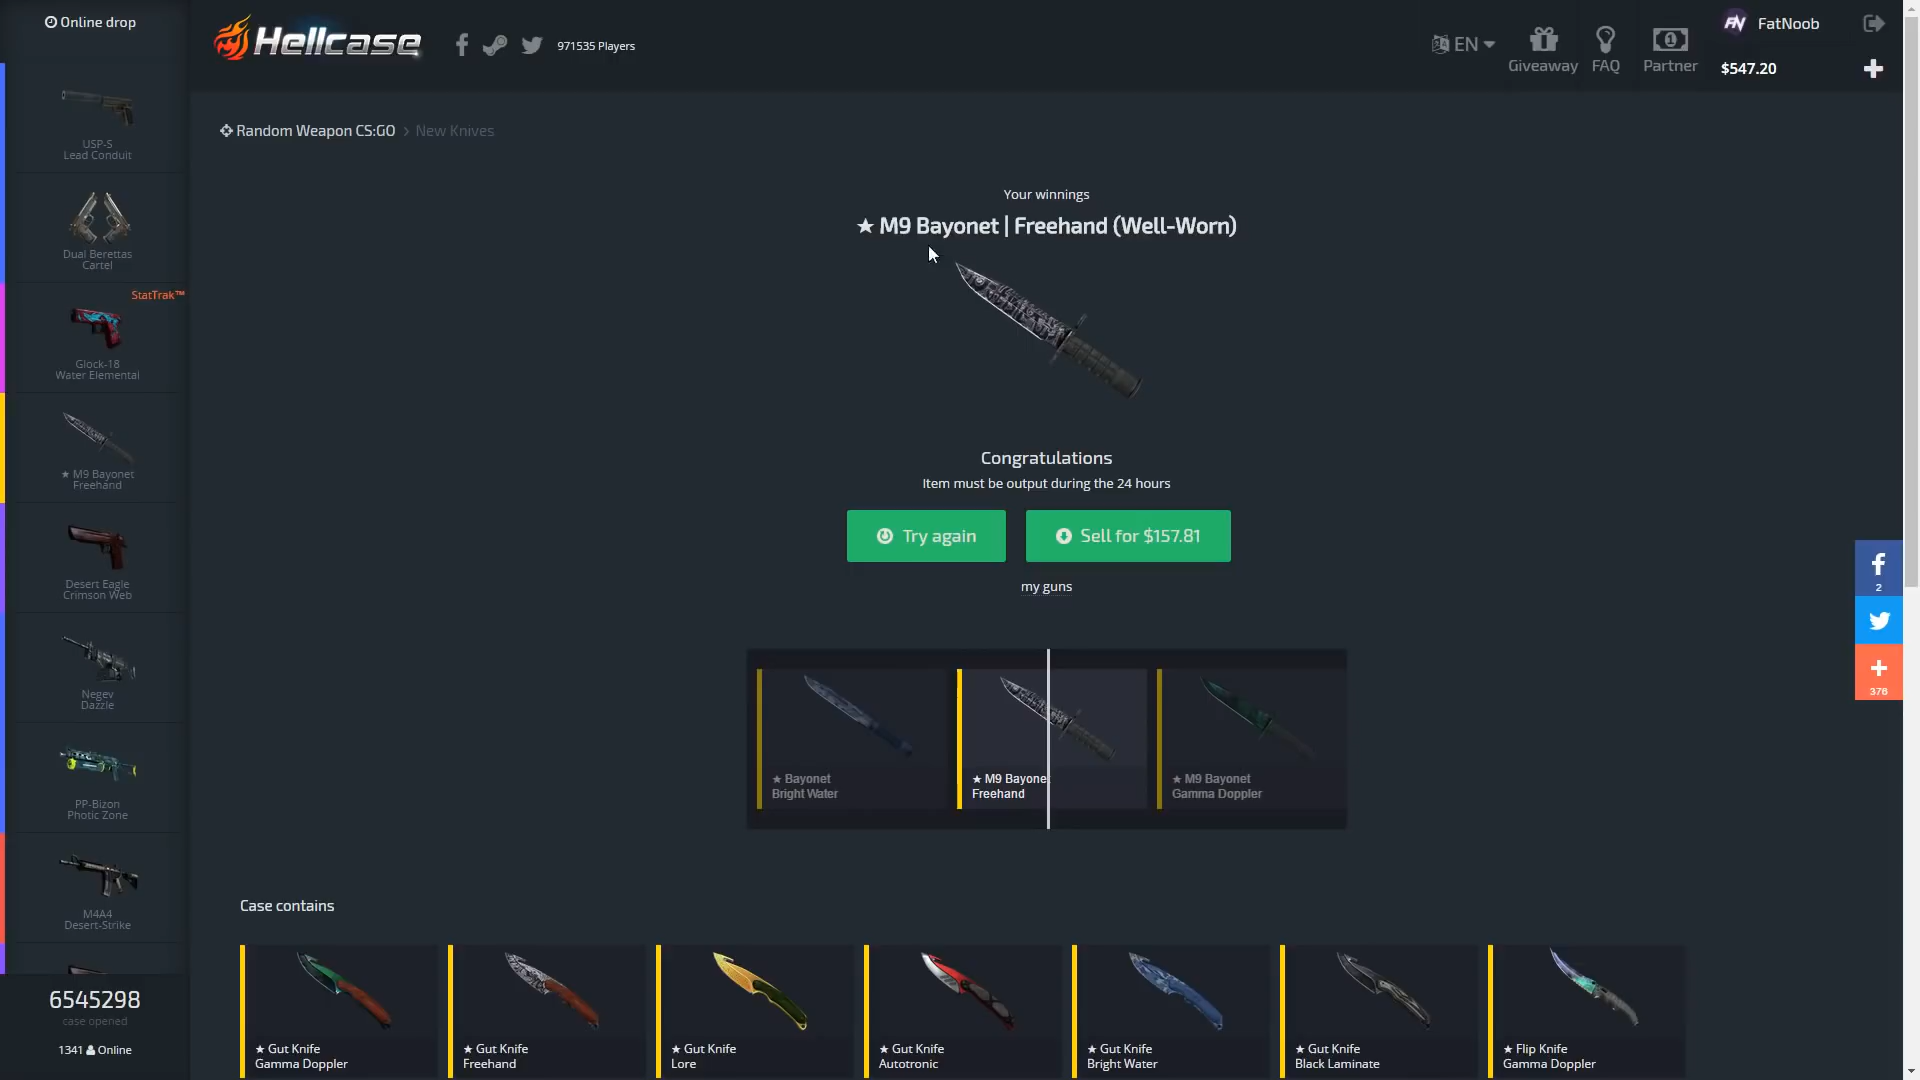 Online drop
USP-S
Lead Conduit
Dual Berettas
Cartel
StatTrak™
Glock-18
Water Elemental
★ M9 Bayonet
Freehand
Desert Eagle
Crimson Web
Negev
Dazzle
PP-Bizon
Photic Zone
M4A4
Desert-Strike
6545298
case opened
1341 Online
Hellcase
971535 Players
EN
Giveaway
FAQ
Partner
FN
FatNoob
$547.20
Random Weapon CS:GO > New Knives
Your winnings
★ M9 Bayonet | Freehand (Well-Worn)
Congratulations
Item must be output during the 24 hours
Try again
Sell for $157.81
my guns
★ Bayonet
Bright Water
★ M9 Bayonet
Freehand
★ M9 Bayonet
Gamma Doppler
2
376
Case contains
★ Gut Knife
Gamma Doppler
★ Gut Knife
Freehand
★ Gut Knife
Lore
★ Gut Knife
Autotronic
★ Gut Knife
Bright Water
★ Gut Knife
Black Laminate
★ Flip Knife
Gamma Doppler